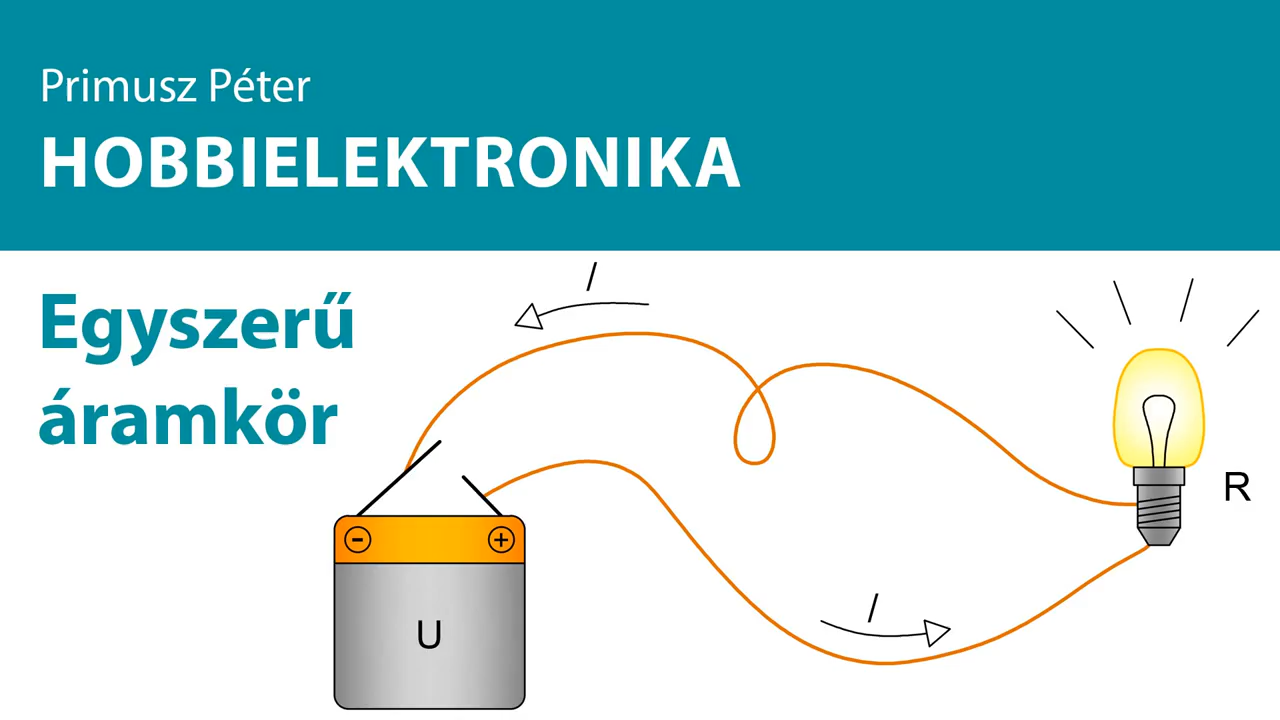 Primusz Péter
HOBBIELEKTRONIKA
Egyszerű
áramkör
I
R
- +
U
I